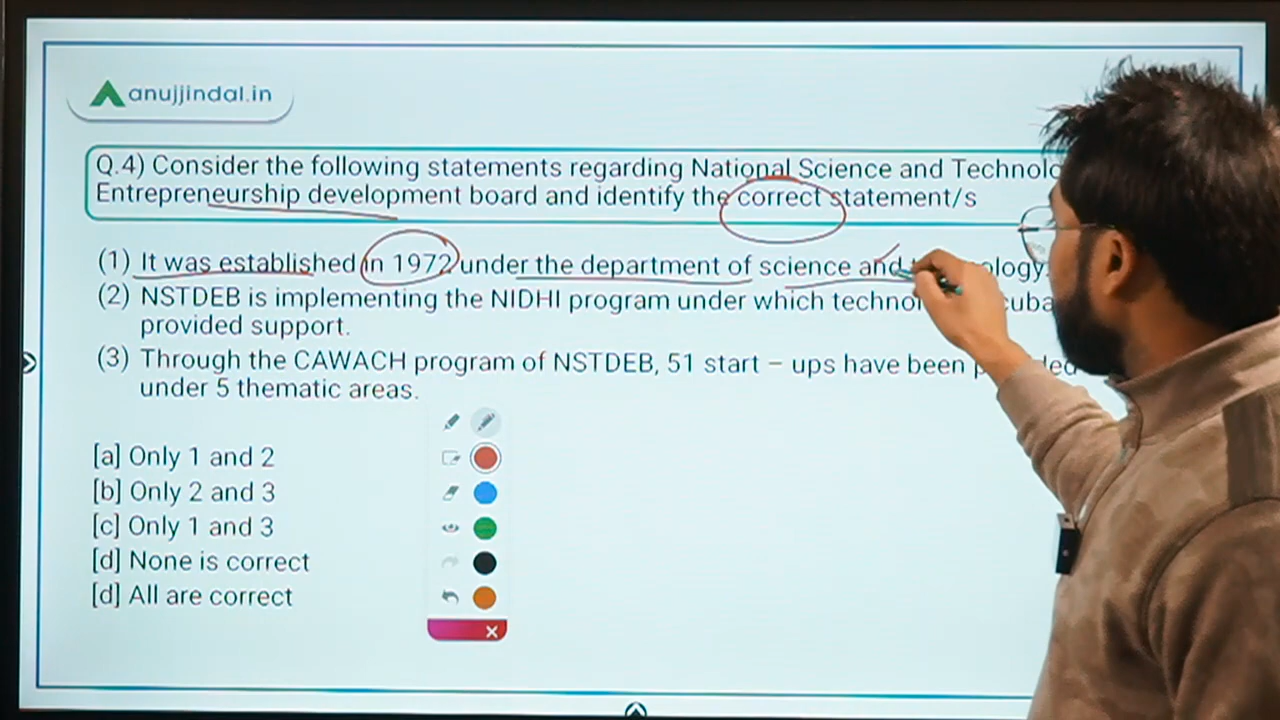 anujjindal.in
Q.4) Consider the following statements regarding National Science and
Entrepreneurship development board and identify the correct statement/s
(1) It was established in 1972 under the department of science and
(2) NSTDEB is implementing the NIDHI program under which
provided support.
(3) Through the CAWACH program of NSTDEB, 51 start – ups have been
under 5 thematic areas.
[a] Only 1 and 2
[b] Only 2 and 3
[c] Only 1 and 3
[d] None is correct
[d] All are correct